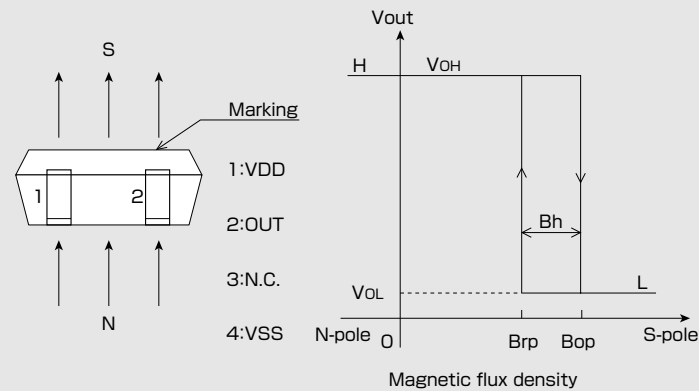 S
Marking
1
2
N
1:VDD
2:OUT
3:N.C.
4:VSS
Vout
H
VOH
Bh
VOL
L
N-pole
O
Brp
Bop
S-pole
Magnetic flux density